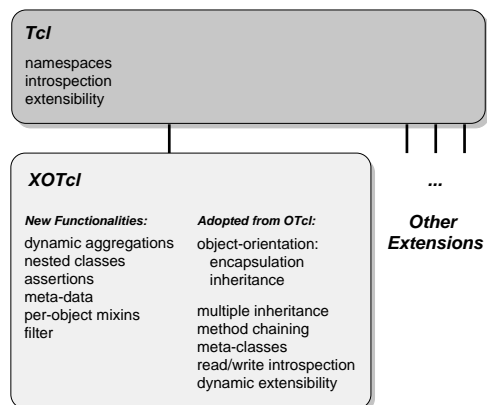 Tcl
namespaces
introspection
extensibility
XOTcl
New Functionalities:
dynamic aggregations
nested classes
assertions
meta-data
per-object mixins
filter
Adopted from OTcl:
object-orientation:
encapsulation
inheritance
multiple inheritance
method chaining
meta-classes
read/write introspection
dynamic extensibility
...
Other
Extensions